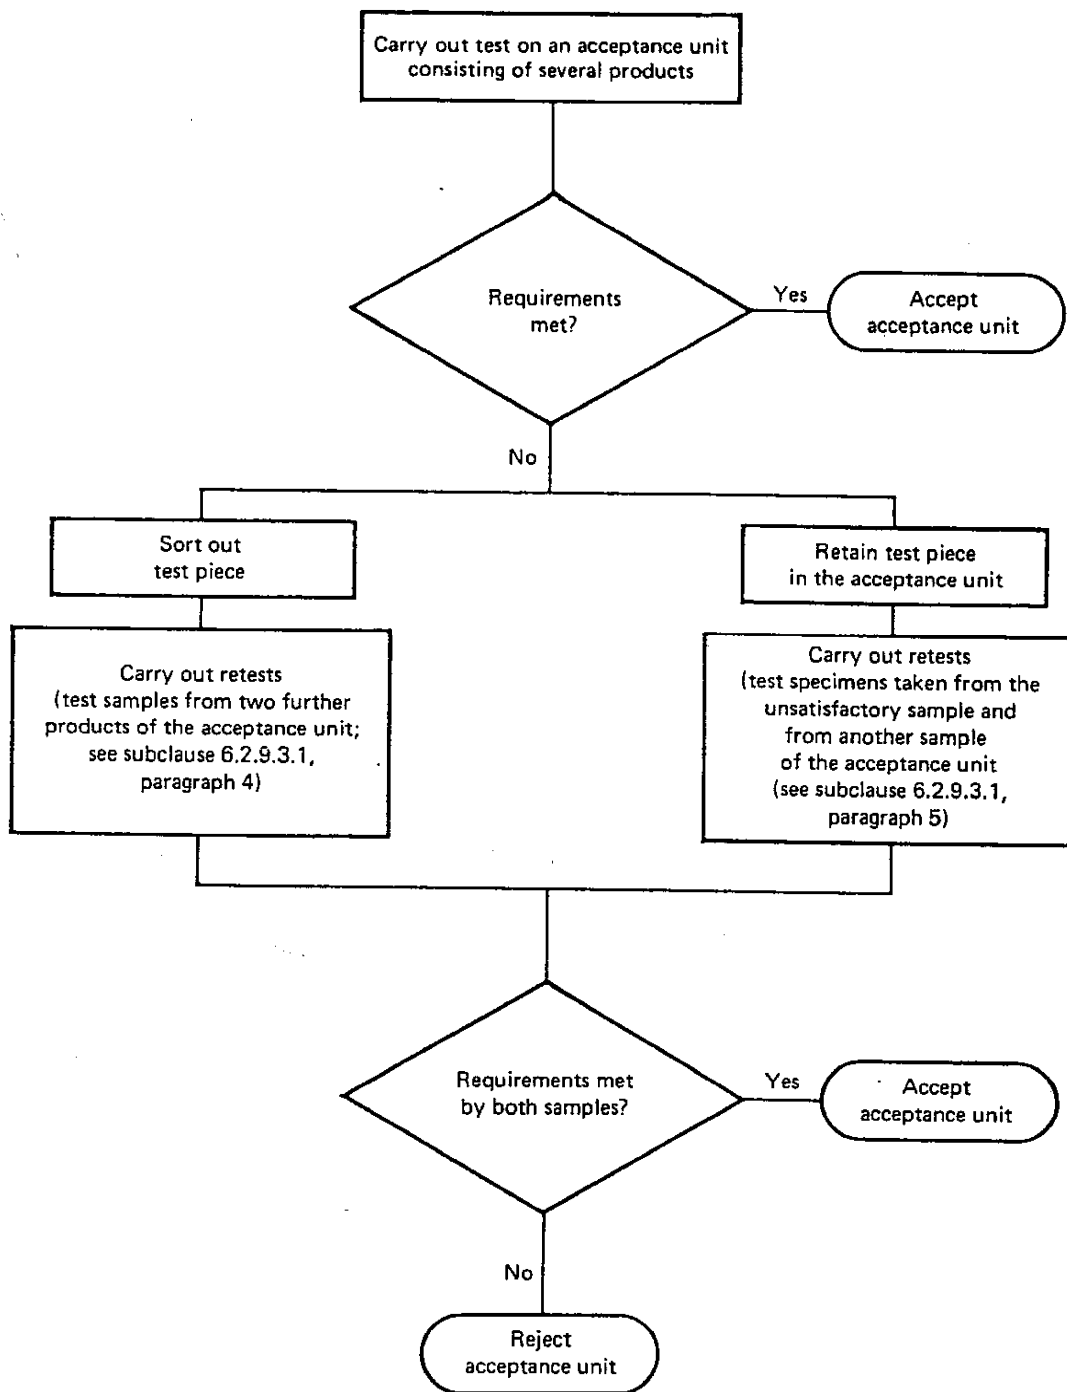 Carry out test on an acceptance unit
consisting of several products
Requirements
met?
Yes
Accept
acceptance unit
No
Sort out
test piece
Retain test piece
in the acceptance unit
Carry out retests
(test samples from two further
products of the acceptance unit;
see subclause 6.2.9.3.1,
paragraph 4)
Carry out retests
(test specimens taken from the
unsatisfactory sample and
from another sample
of the acceptance unit
(see subclause 6.2.9.3.1,
paragraph 5)
Requirements met
by both samples?
Yes
Accept
acceptance unit
No
Reject
acceptance unit